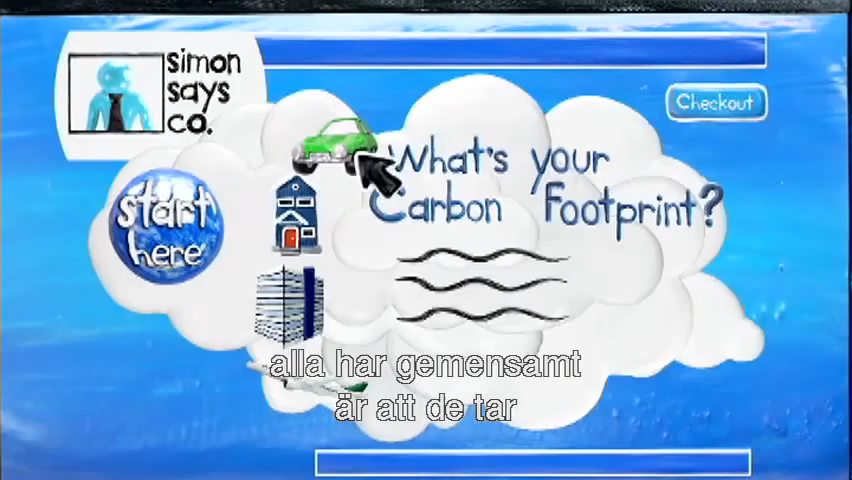 simon
says
co.
Checkout
What's your
Carbon Footprint?
start
here
alla har gemensamt
är att de tar